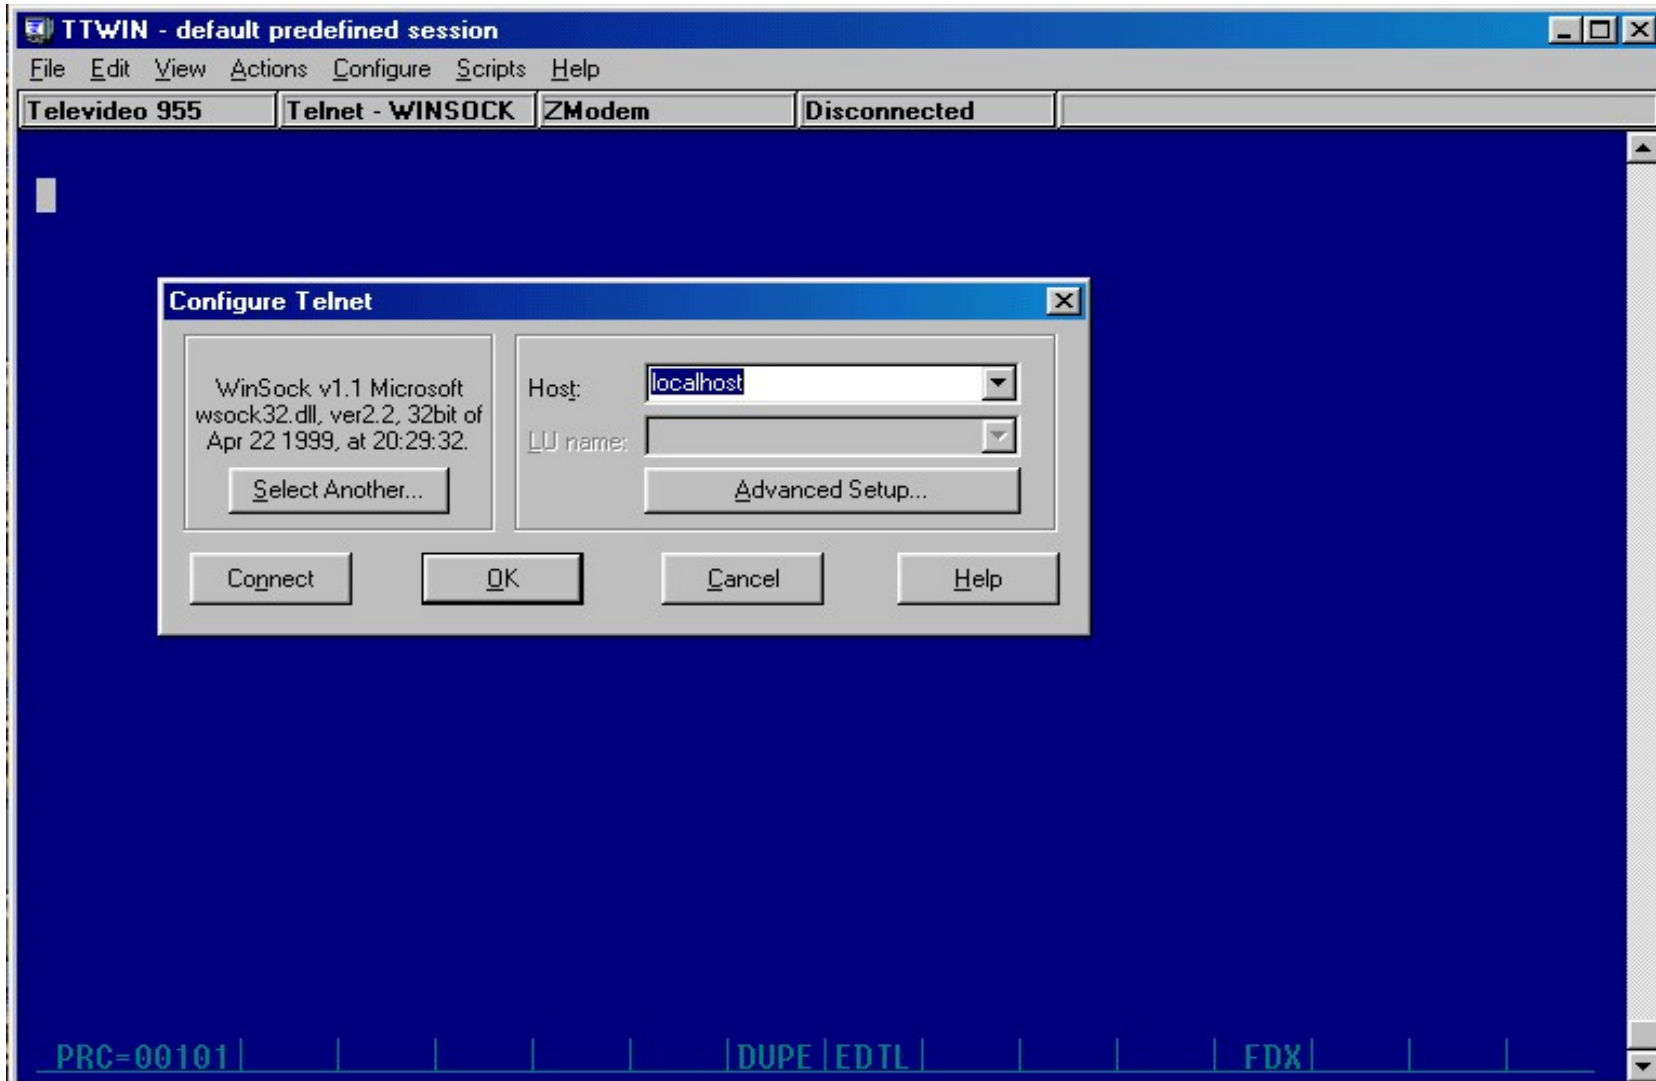 TTWIN - default predefined session
File Edit View Actions Configure Scripts Help
Televideo 955 Telnet - WINSOCK ZModem Disconnected
Configure Telnet
WinSock v1.1 Microsoft
wsock32.dll, ver2.2, 32bit of
Apr 22 1999, at 20:29:32.
Select Another...
Host: localhost
LU name:
Advanced Setup...
Connect OK Cancel Help
PRC=00101 DUPE EDTL FDX